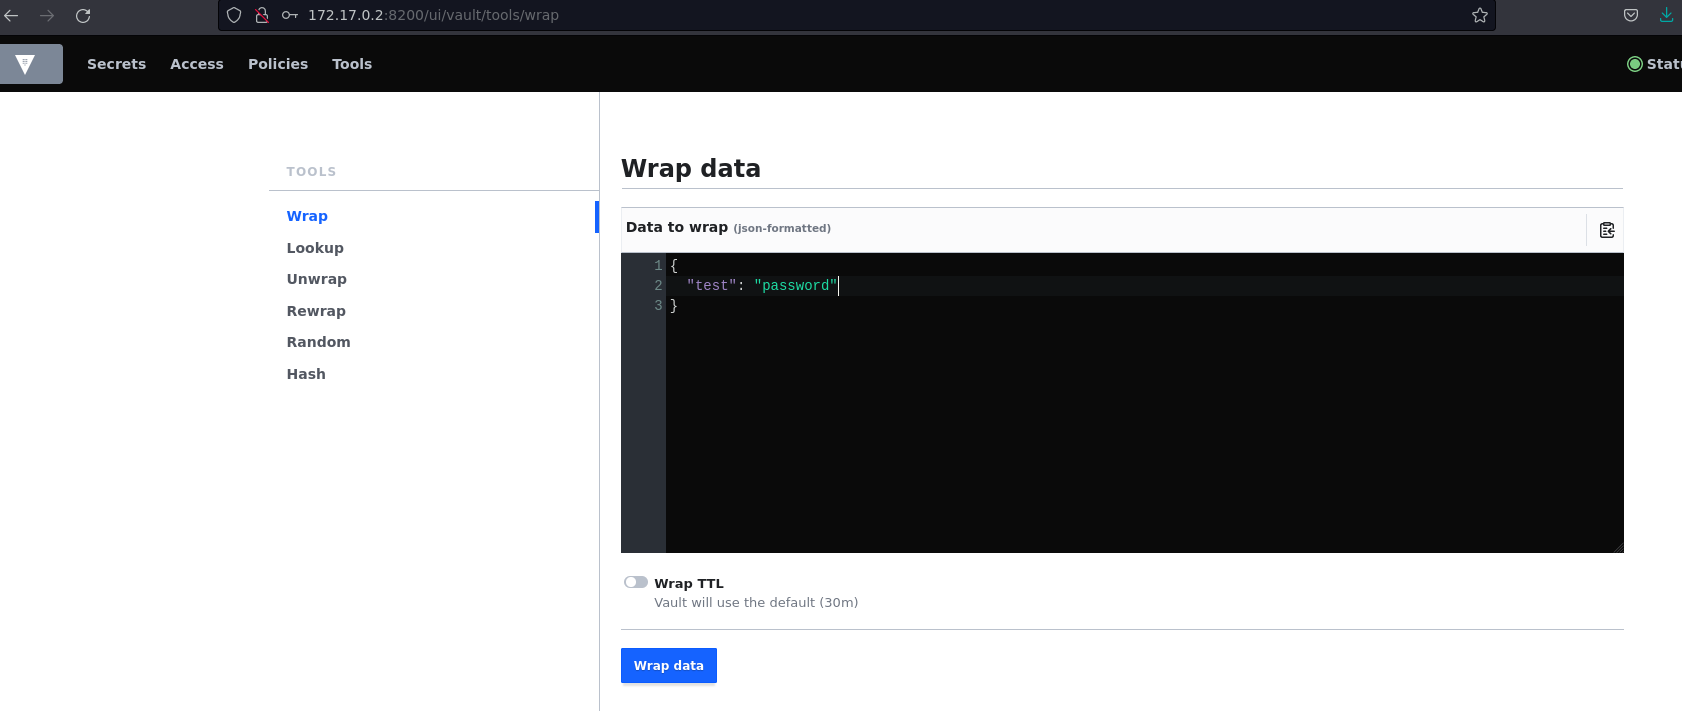 172.17.0.2:8200/ui/vault/tools/wrap
Secrets Access Policies Tools
TOOLS
Wrap
Lookup
Unwrap
Rewrap
Random
Hash
Wrap data
Data to wrap (json-formatted)
1 {
2 "test": "password"
3 }
Wrap TTL
Vault will use the default (30m)
Wrap data